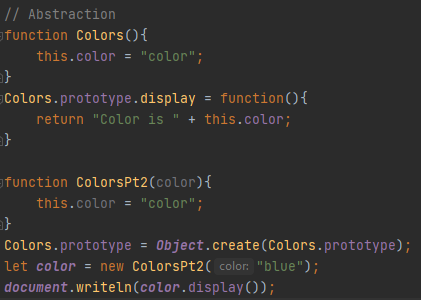 // Abstraction
function Colors(){
    this.color = "color";
}
Colors.prototype.display = function(){
    return "Color is " + this.color;
}

function ColorsPt2(color){
    this.color = "color";
}
Colors.prototype = Object.create(Colors.prototype);
let color = new ColorsPt2( color: "blue");
document.writeln(color.display());